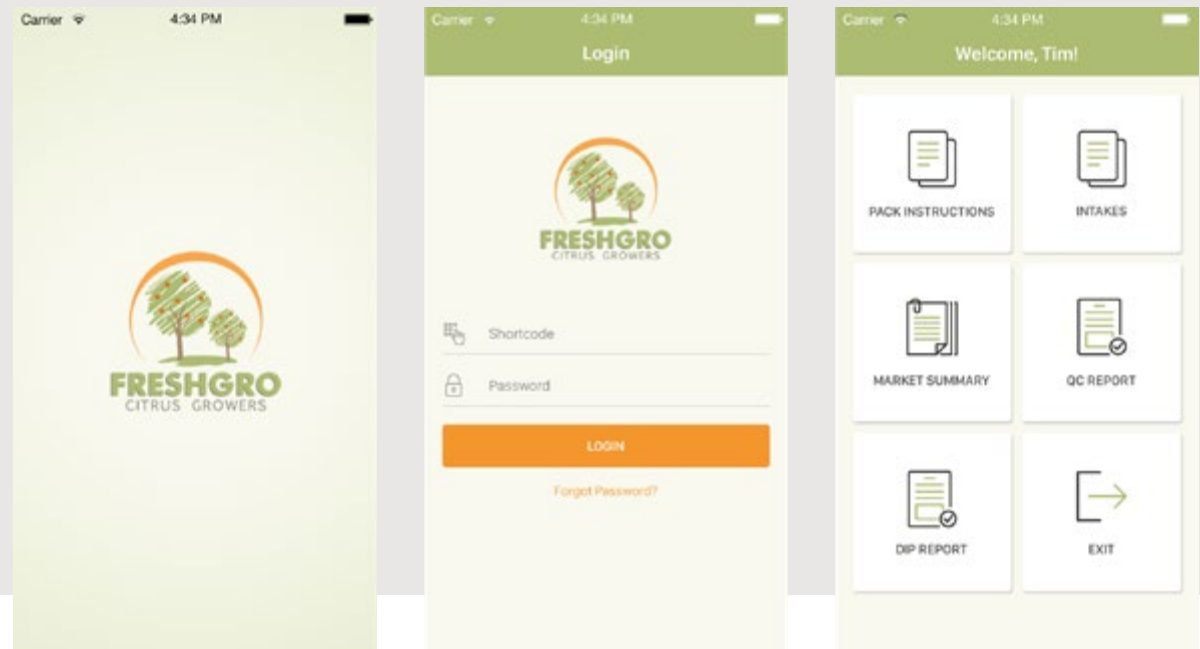 Carrier 4:34 PM
FRESHGRO
CITRUS GROWERS
Carrier 4:34 PM
Login
FRESHGRO
CITRUS GROWERS
Shortcode
Password
LOGIN
Forgot Password?
Carrier 4:34 PM
Welcome, Tim!
PACK INSTRUCTIONS
INTAKES
MARKET SUMMARY
QC REPORT
DIP REPORT
EXIT